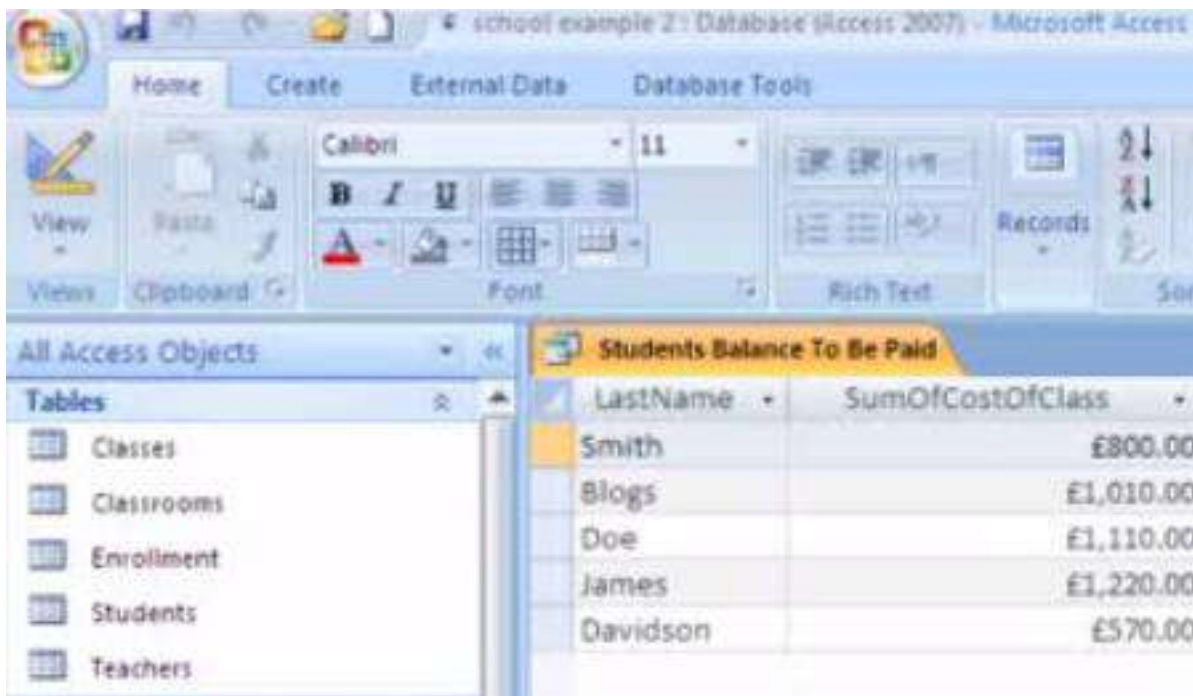 school example 2 : Database (Access 2007) - Microsoft Access
Home Create External Data Database Tools
Calibri 11
B I U
View Paste Records
Views Clipboard Font Rich Text
All Access Objects
Students Balance To Be Paid
Tables
LastName SumOfCostOfClass
Classes
Smith £800.00
Classrooms
Blogs £1,010.00
Enrollment
Doe £1,110.00
Students
James £1,220.00
Teachers
Davidson £570.00